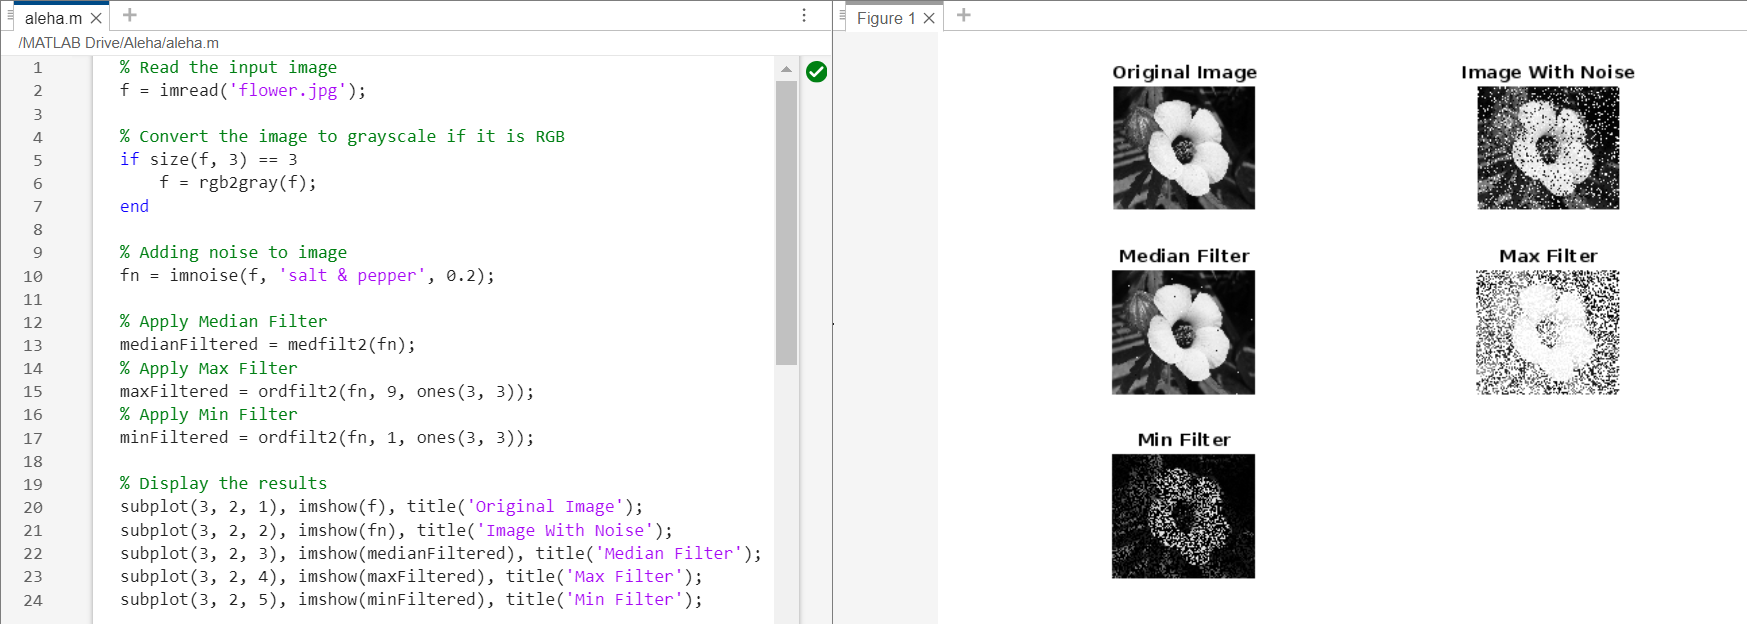 aleha.m
/MATLAB Drive/Aleha/aleha.m
1 % Read the input image
2 f = imread('flower.jpg');
3
4 % Convert the image to grayscale if it is RGB
5 if size(f, 3) == 3
6 f = rgb2gray(f);
7 end
8
9 % Adding noise to image
10 fn = imnoise(f, 'salt & pepper', 0.2);
11
12 % Apply Median Filter
13 medianFiltered = medfilt2(fn);
14 % Apply Max Filter
15 maxFiltered = ordfilt2(fn, 9, ones(3, 3));
16 % Apply Min Filter
17 minFiltered = ordfilt2(fn, 1, ones(3, 3));
18
19 % Display the results
20 subplot(3, 2, 1), imshow(f), title('Original Image');
21 subplot(3, 2, 2), imshow(fn), title('Image With Noise');
22 subplot(3, 2, 3), imshow(medianFiltered), title('Median Filter');
23 subplot(3, 2, 4), imshow(maxFiltered), title('Max Filter');
24 subplot(3, 2, 5), imshow(minFiltered), title('Min Filter');
Figure 1
Original Image
Image With Noise
Median Filter
Max Filter
Min Filter